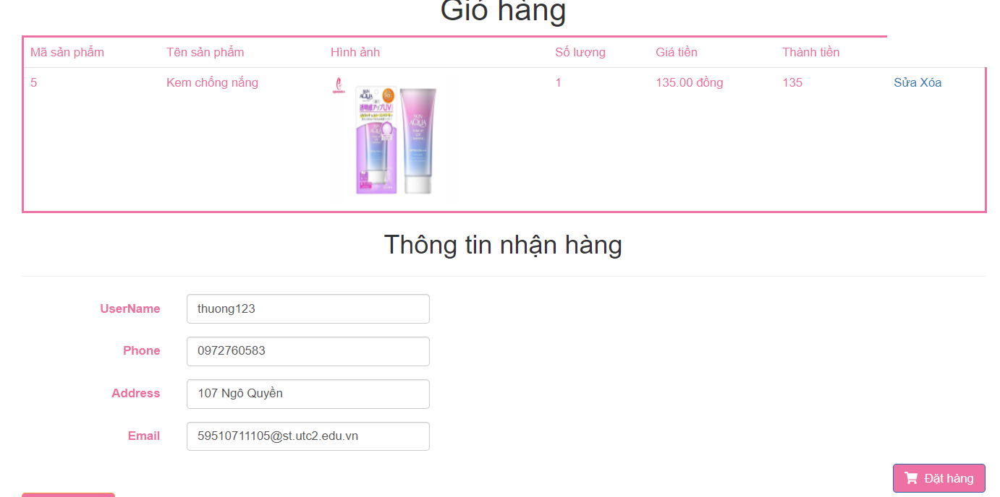 Giỏ hàng
Mã sản phẩm Tên sản phẩm Hình ảnh Số lượng Giá tiền Thành tiền
5 Kem chống nắng 1 135.00 đồng 135 Sửa Xóa
SKIN
AQUA
透明感アップUV
SKIN
AQUA
Thông tin nhận hàng
UserName thuong123
Phone 0972760583
Address 107 Ngô Quyền
Email 59510711105@st.utc2.edu.vn
Đặt hàng